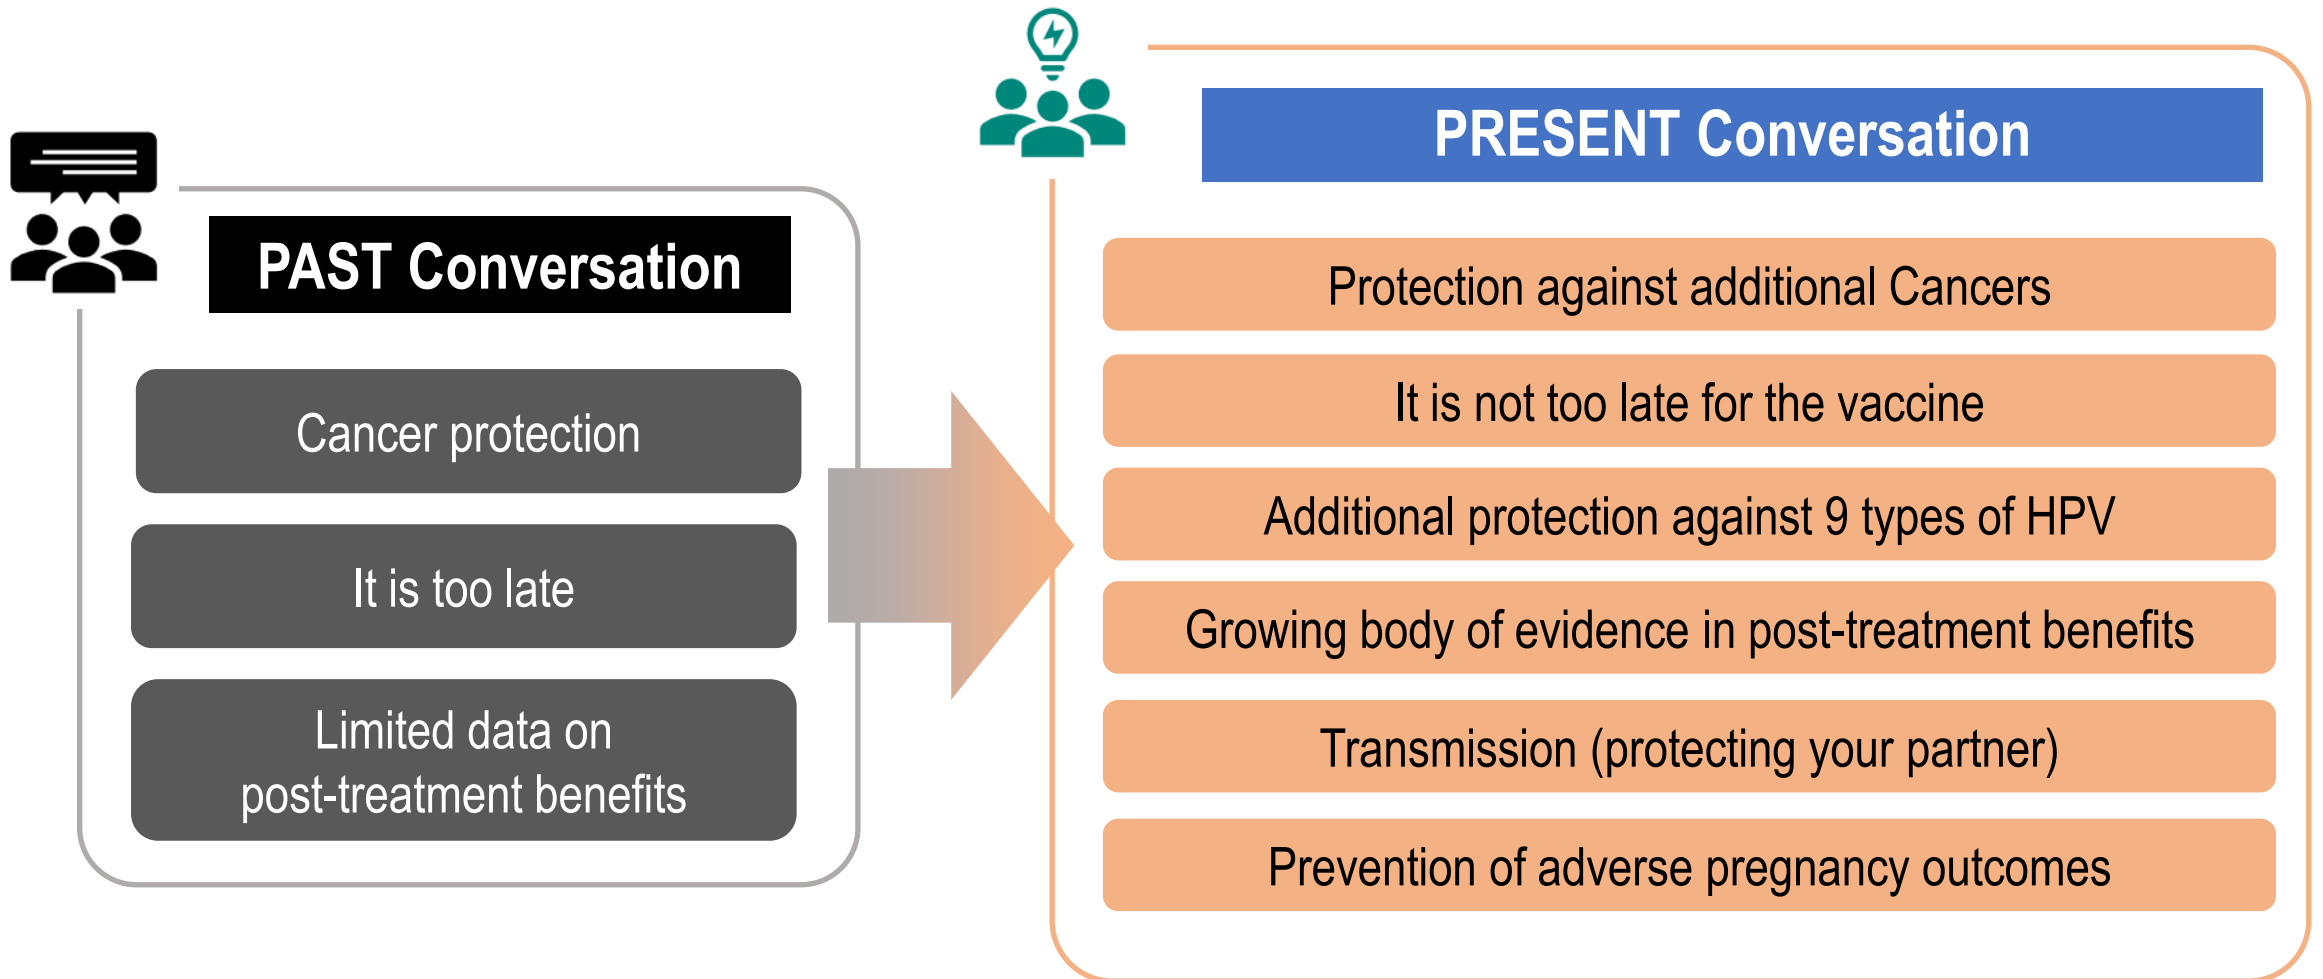 PAST Conversation
Cancer protection
It is too late
Limited data on
post-treatment benefits
PRESENT Conversation
Protection against additional Cancers
It is not too late for the vaccine
Additional protection against 9 types of HPV
Growing body of evidence in post-treatment benefits
Transmission (protecting your partner)
Prevention of adverse pregnancy outcomes